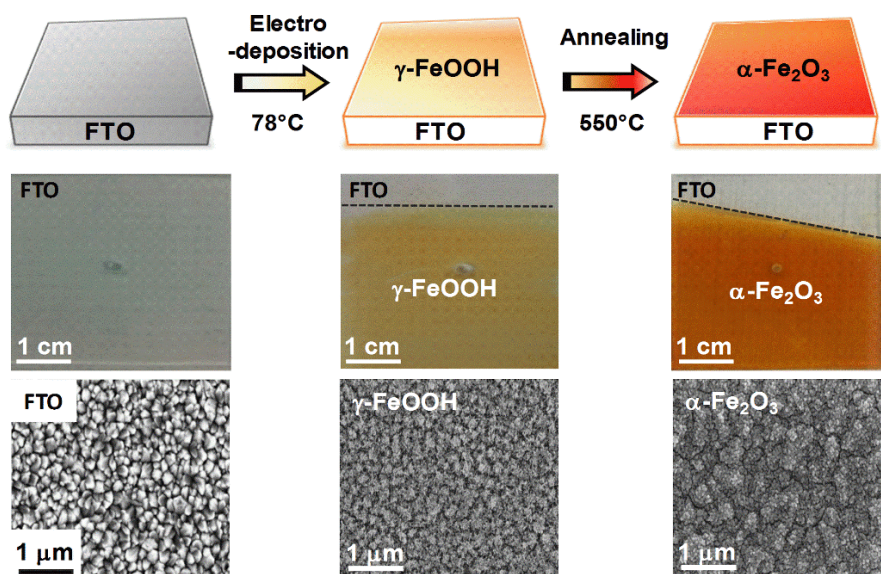 Electro
-deposition
78°C
Annealing
550°C
FTO
γ-FeOOH
FTO
α-Fe₂O₃
FTO
FTO
1 cm
FTO
γ-FeOOH
1 cm
FTO
α-Fe₂O₃
1 cm
FTO
1 μm
γ-FeOOH
1 μm
α-Fe₂O₃
1 μm